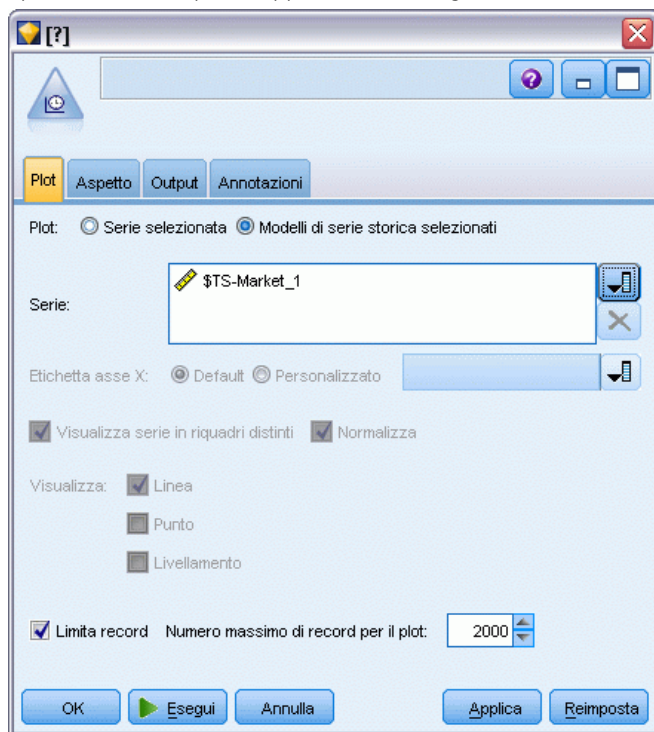 [?]
Plot Aspetto Output Annotazioni
Plot: Serie selezionata Modelli di serie storica selezionati
Serie: $TS-Market_1
Etichetta asse X: Default Personalizzato
Visualizza serie in riquadri distinti Normalizza
Visualizza: Linea
Punto
Livellamento
Limita record Numero massimo di record per il plot: 2000
OK Esegui Annulla Applica Reimposta